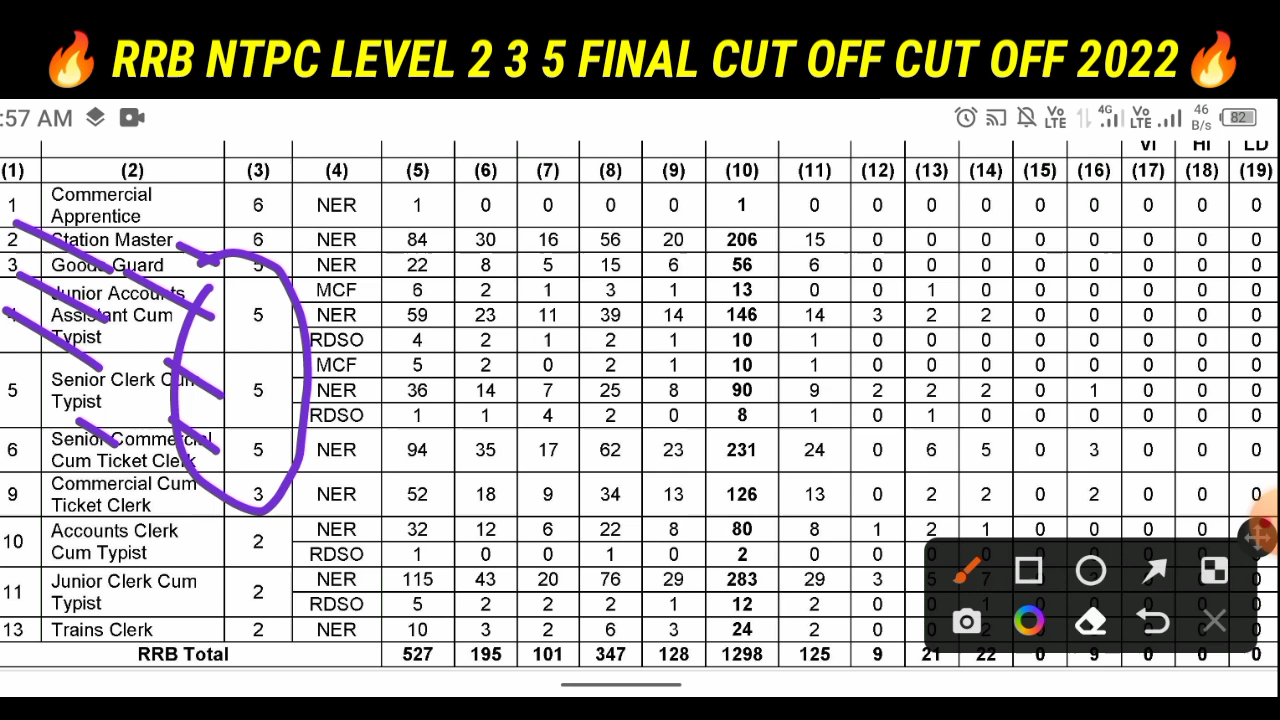 RRB NTPC LEVEL 2 3 5 FINAL CUT OFF CUT OFF 2022
:57 AM Vo LTE 4G Vo LTE 46 B/s 82
VI HI LD
(1) (2) (3) (4) (5) (6) (7) (8) (9) (10) (11) (12) (13) (14) (15) (16) (17) (18) (19)
1 Commercial Apprentice 6 NER 1 0 0 0 0 1 0 0 0 0 0 0 0 0 0
2 Station Master 6 NER 84 30 16 56 20 206 15 0 0 0 0 0 0 0 0
3 Goods Guard 5 NER 22 8 5 15 6 56 6 0 0 0 0 0 0 0 0
MCF 6 2 1 3 1 13 0 0 1 0 0 0 0 0 0
4 Junior Accounts Assistant Cum Typist 5 NER 59 23 11 39 14 146 14 3 2 2 0 0 0 0 0
RDSO 4 2 1 2 1 10 1 0 0 0 0 0 0 0 0
MCF 5 2 0 2 1 10 1 0 0 0 0 0 0 0 0
5 Senior Clerk Cum Typist 5 NER 36 14 7 25 8 90 9 2 2 2 0 1 0 0 0
RDSO 1 1 4 2 0 8 1 0 1 0 0 0 0 0 0
6 Senior Commercial Cum Ticket Clerk 5 NER 94 35 17 62 23 231 24 0 6 5 0 3 0 0 0
9 Commercial Cum Ticket Clerk 3 NER 52 18 9 34 13 126 13 0 2 2 0 2 0 0 0
10 Accounts Clerk Cum Typist 2 NER 32 12 6 22 8 80 8 1 2 1 0 0 0 0 0
RDSO 1 0 0 1 0 2 0 0
11 Junior Clerk Cum Typist 2 NER 115 43 20 76 29 283 29 3 5 7
RDSO 5 2 2 2 1 12 2 0 0 1
13 Trains Clerk 2 NER 10 3 2 6 3 24 2 0 0 2
RRB Total 527 195 101 347 128 1298 125 9 21 22 0 9 0 0 0